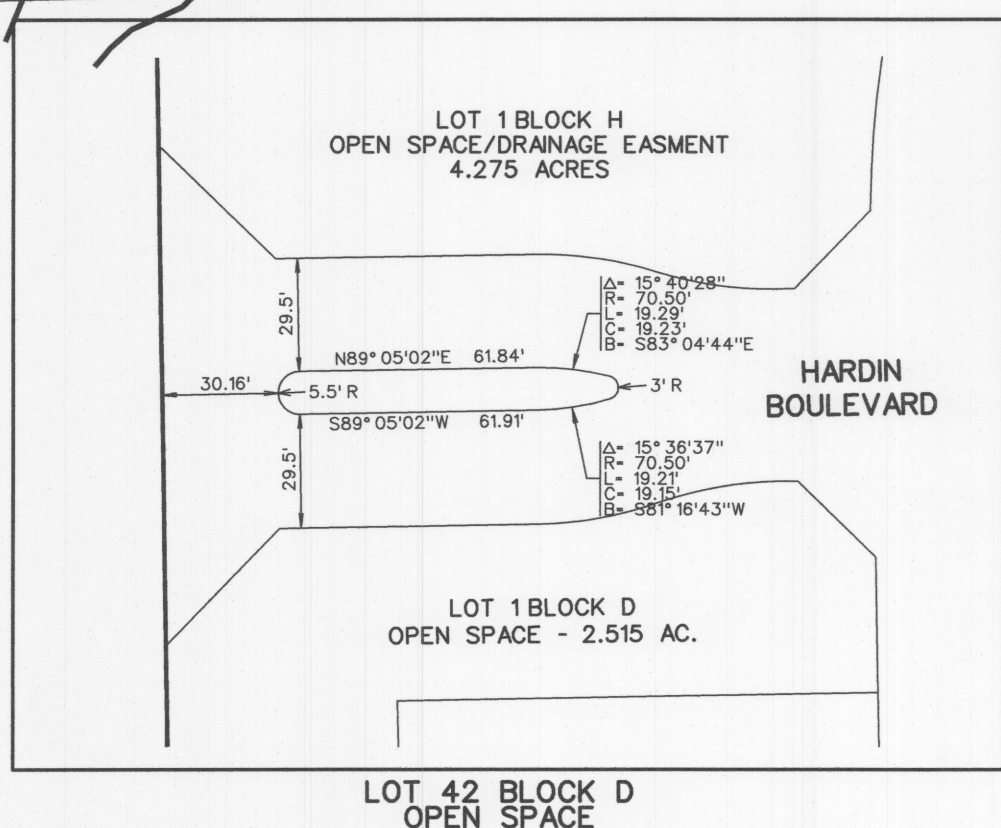 LOT 1 BLOCK H
OPEN SPACE/DRAINAGE EASMENT
4.275 ACRES
29.5'
Δ= 15° 40'28"
R= 70.50'
L= 19.29'
C= 19.23'
B= S83° 04'44"E
N89° 05'02"E 61.84'
30.16'
5.5' R
3' R
HARDIN
BOULEVARD
S89° 05'02"W 61.91'
29.5'
Δ= 15° 36'37"
R= 70.50'
L= 19.21'
C= 19.15'
B= S81° 16'43"W
LOT 1 BLOCK D
OPEN SPACE - 2.515 AC.
LOT 42 BLOCK D
OPEN SPACE